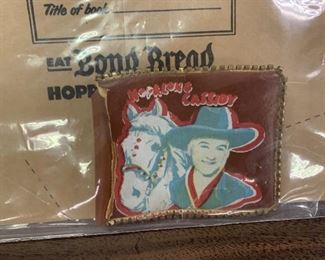 Title of book
EAT Bond Bread
HOPP
HOPALONG
CASSIDY